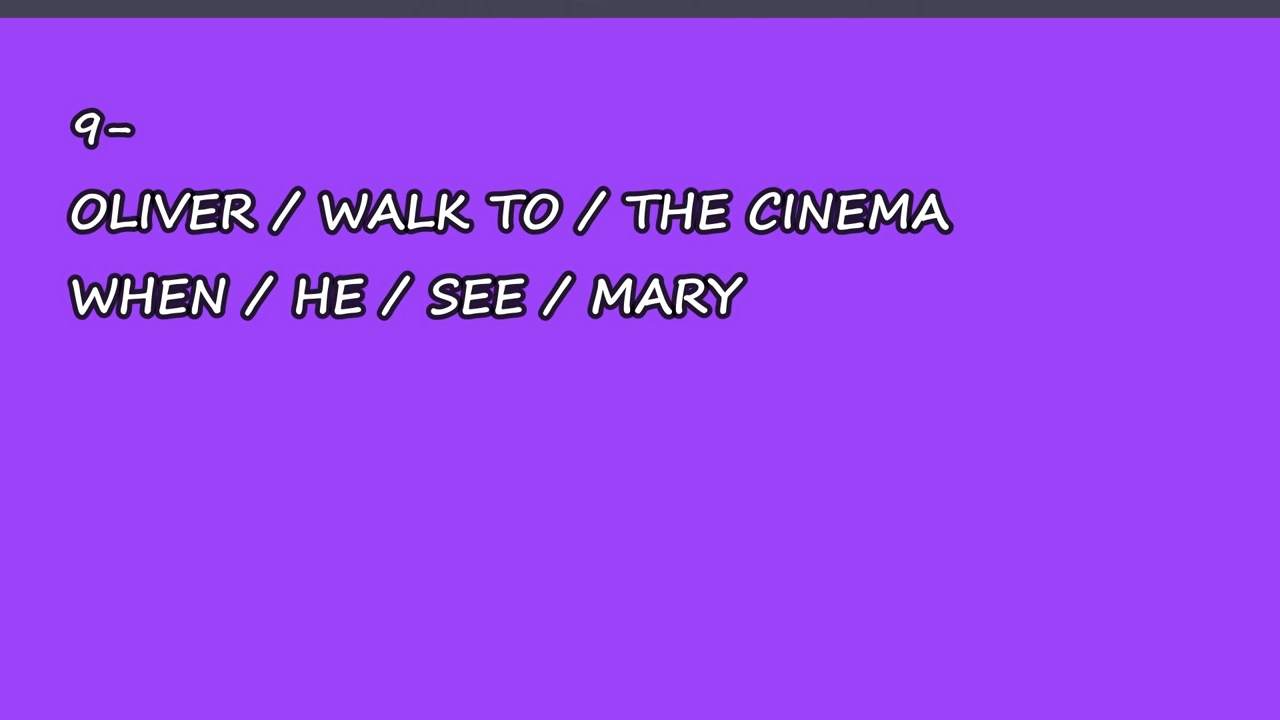 9-
OLIVER / WALK TO / THE CINEMA
WHEN / HE / SEE / MARY